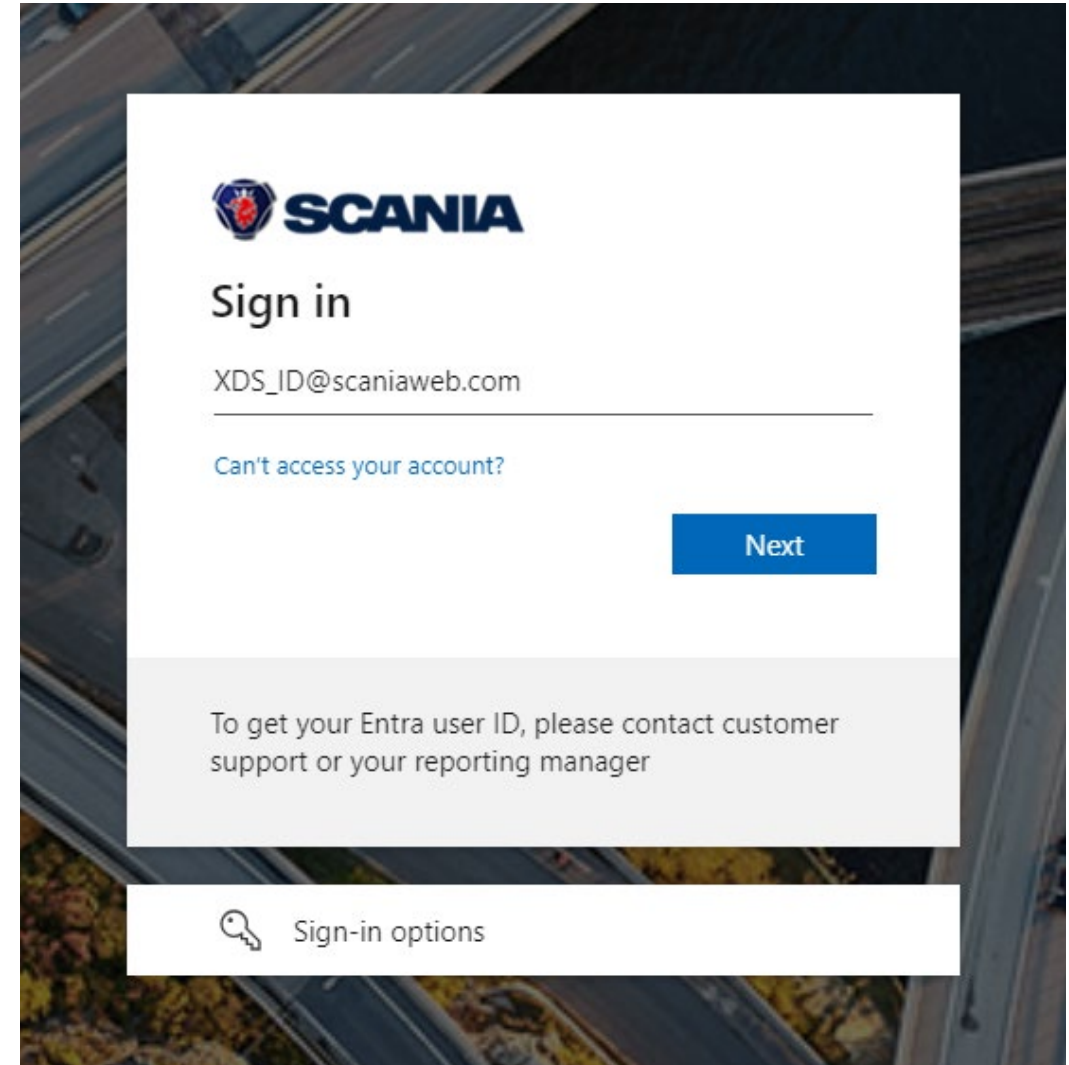 SCANIA
Sign in
XDS_ID@scaniaweb.com
Can't access your account?
Next
To get your Entra user ID, please contact customer
support or your reporting manager
Sign-in options